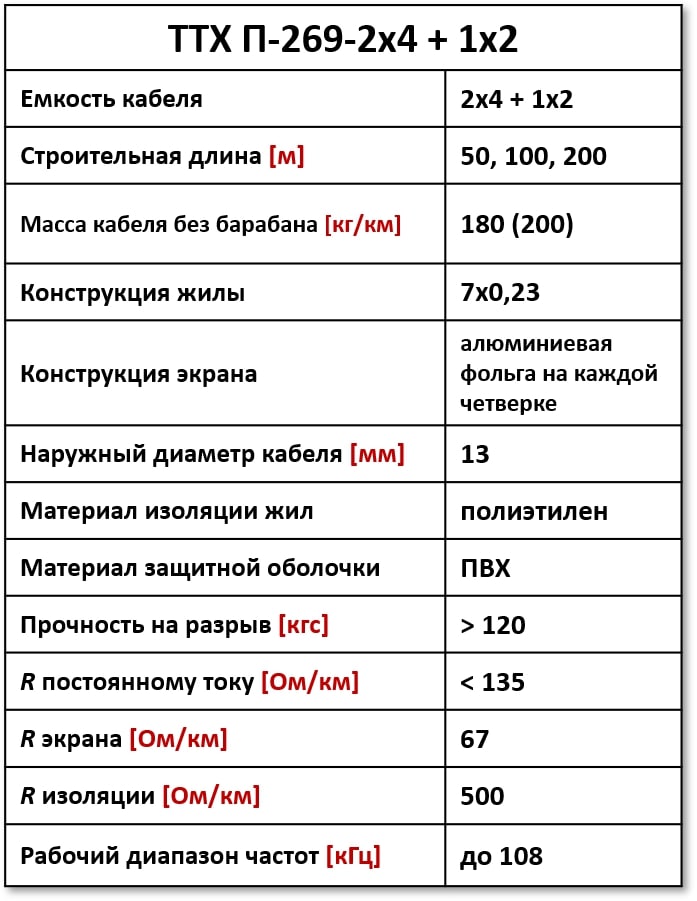 ТТХ П-269-2х4 + 1х2
Емкость кабеля
2х4 + 1х2
Строительная длина [м]
50, 100, 200
Масса кабеля без барабана [кг/км]
180 (200)
Конструкция жилы
7х0,23
Конструкция экрана
алюминиевая
фольга на каждой
четверке
Наружный диаметр кабеля [мм]
13
Материал изоляции жил
полиэтилен
Материал защитной оболочки
ПВХ
Прочность на разрыв [кгс]
> 120
R постоянному току [Ом/км]
< 135
R экрана [Ом/км]
67
R изоляции [Ом/км]
500
Рабочий диапазон частот [кГц]
до 108